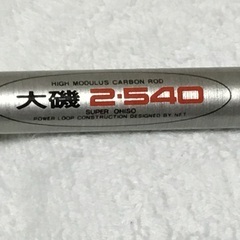 HIGH MODULUS CARBON ROD
大磯 2·540
SUPER OHISO
POWER LOOP CONSTRUCTION DESIGNED BY NFT